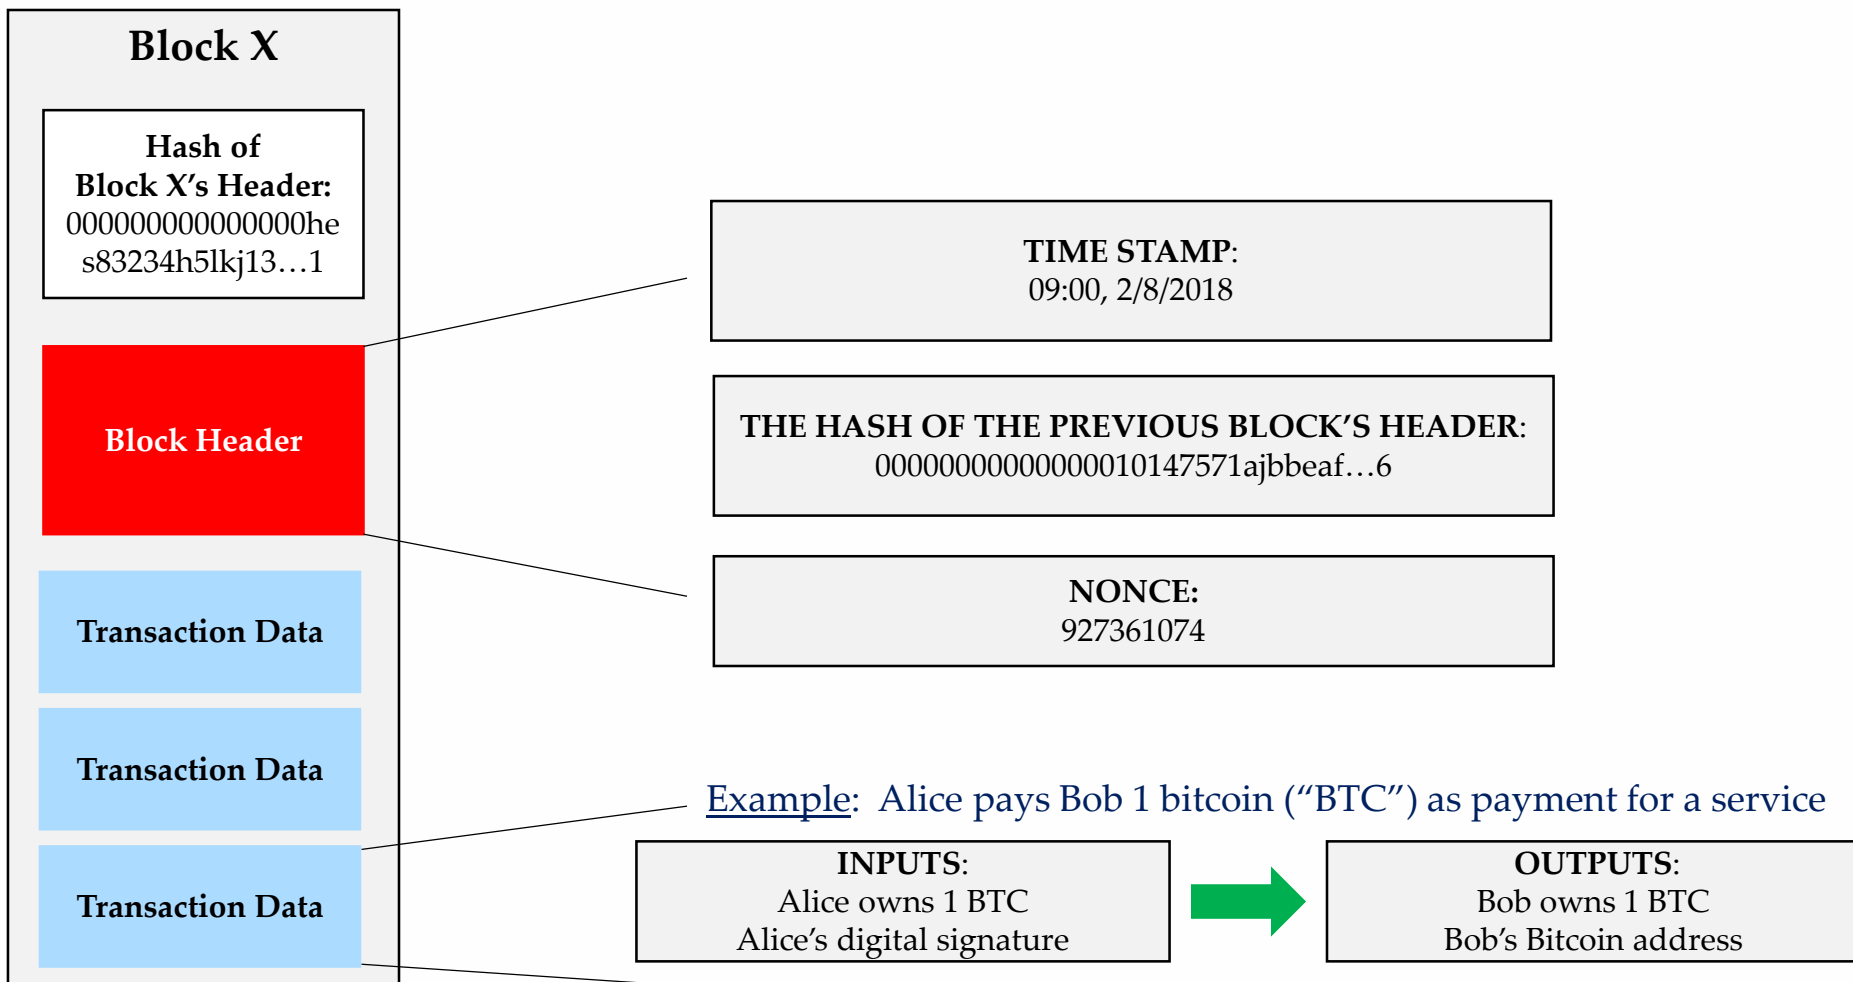 Block X
Hash of
Block X's Header:
000000000000000he
s83234h5lkj13…1
Block Header
Transaction Data
Transaction Data
Transaction Data
TIME STAMP:
09:00, 2/8/2018
THE HASH OF THE PREVIOUS BLOCK'S HEADER:
00000000000000010147571ajbbeaf…6
NONCE:
927361074
Example:  Alice pays Bob 1 bitcoin (“BTC”) as payment for a service
INPUTS:
Alice owns 1 BTC
Alice's digital signature
OUTPUTS:
Bob owns 1 BTC
Bob's Bitcoin address